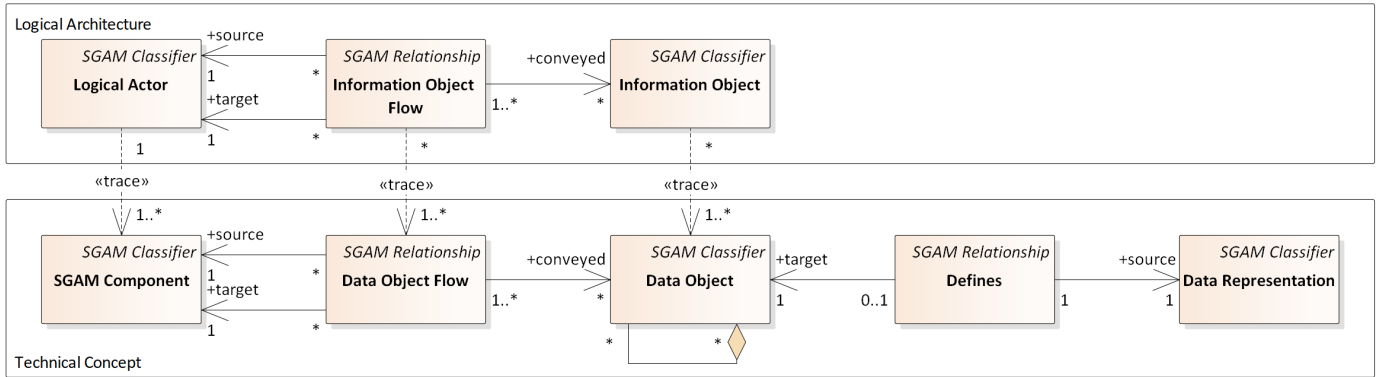 Logical Architecture
SGAM Classifier
Logical Actor
+source
1
*
+target
1
*
SGAM Relationship
Information Object
Flow
+conveyed
1..*
*
SGAM Classifier
Information Object
1
*
*
«trace»
«trace»
«trace»
1..*
1..*
1..*
SGAM Classifier
SGAM Component
+source
1
*
+target
1
*
SGAM Relationship
Data Object Flow
+conveyed
1..*
*
SGAM Classifier
Data Object
+target
1
0..1
SGAM Relationship
Defines
+source
1
1
SGAM Classifier
Data Representation
*
*
Technical Concept